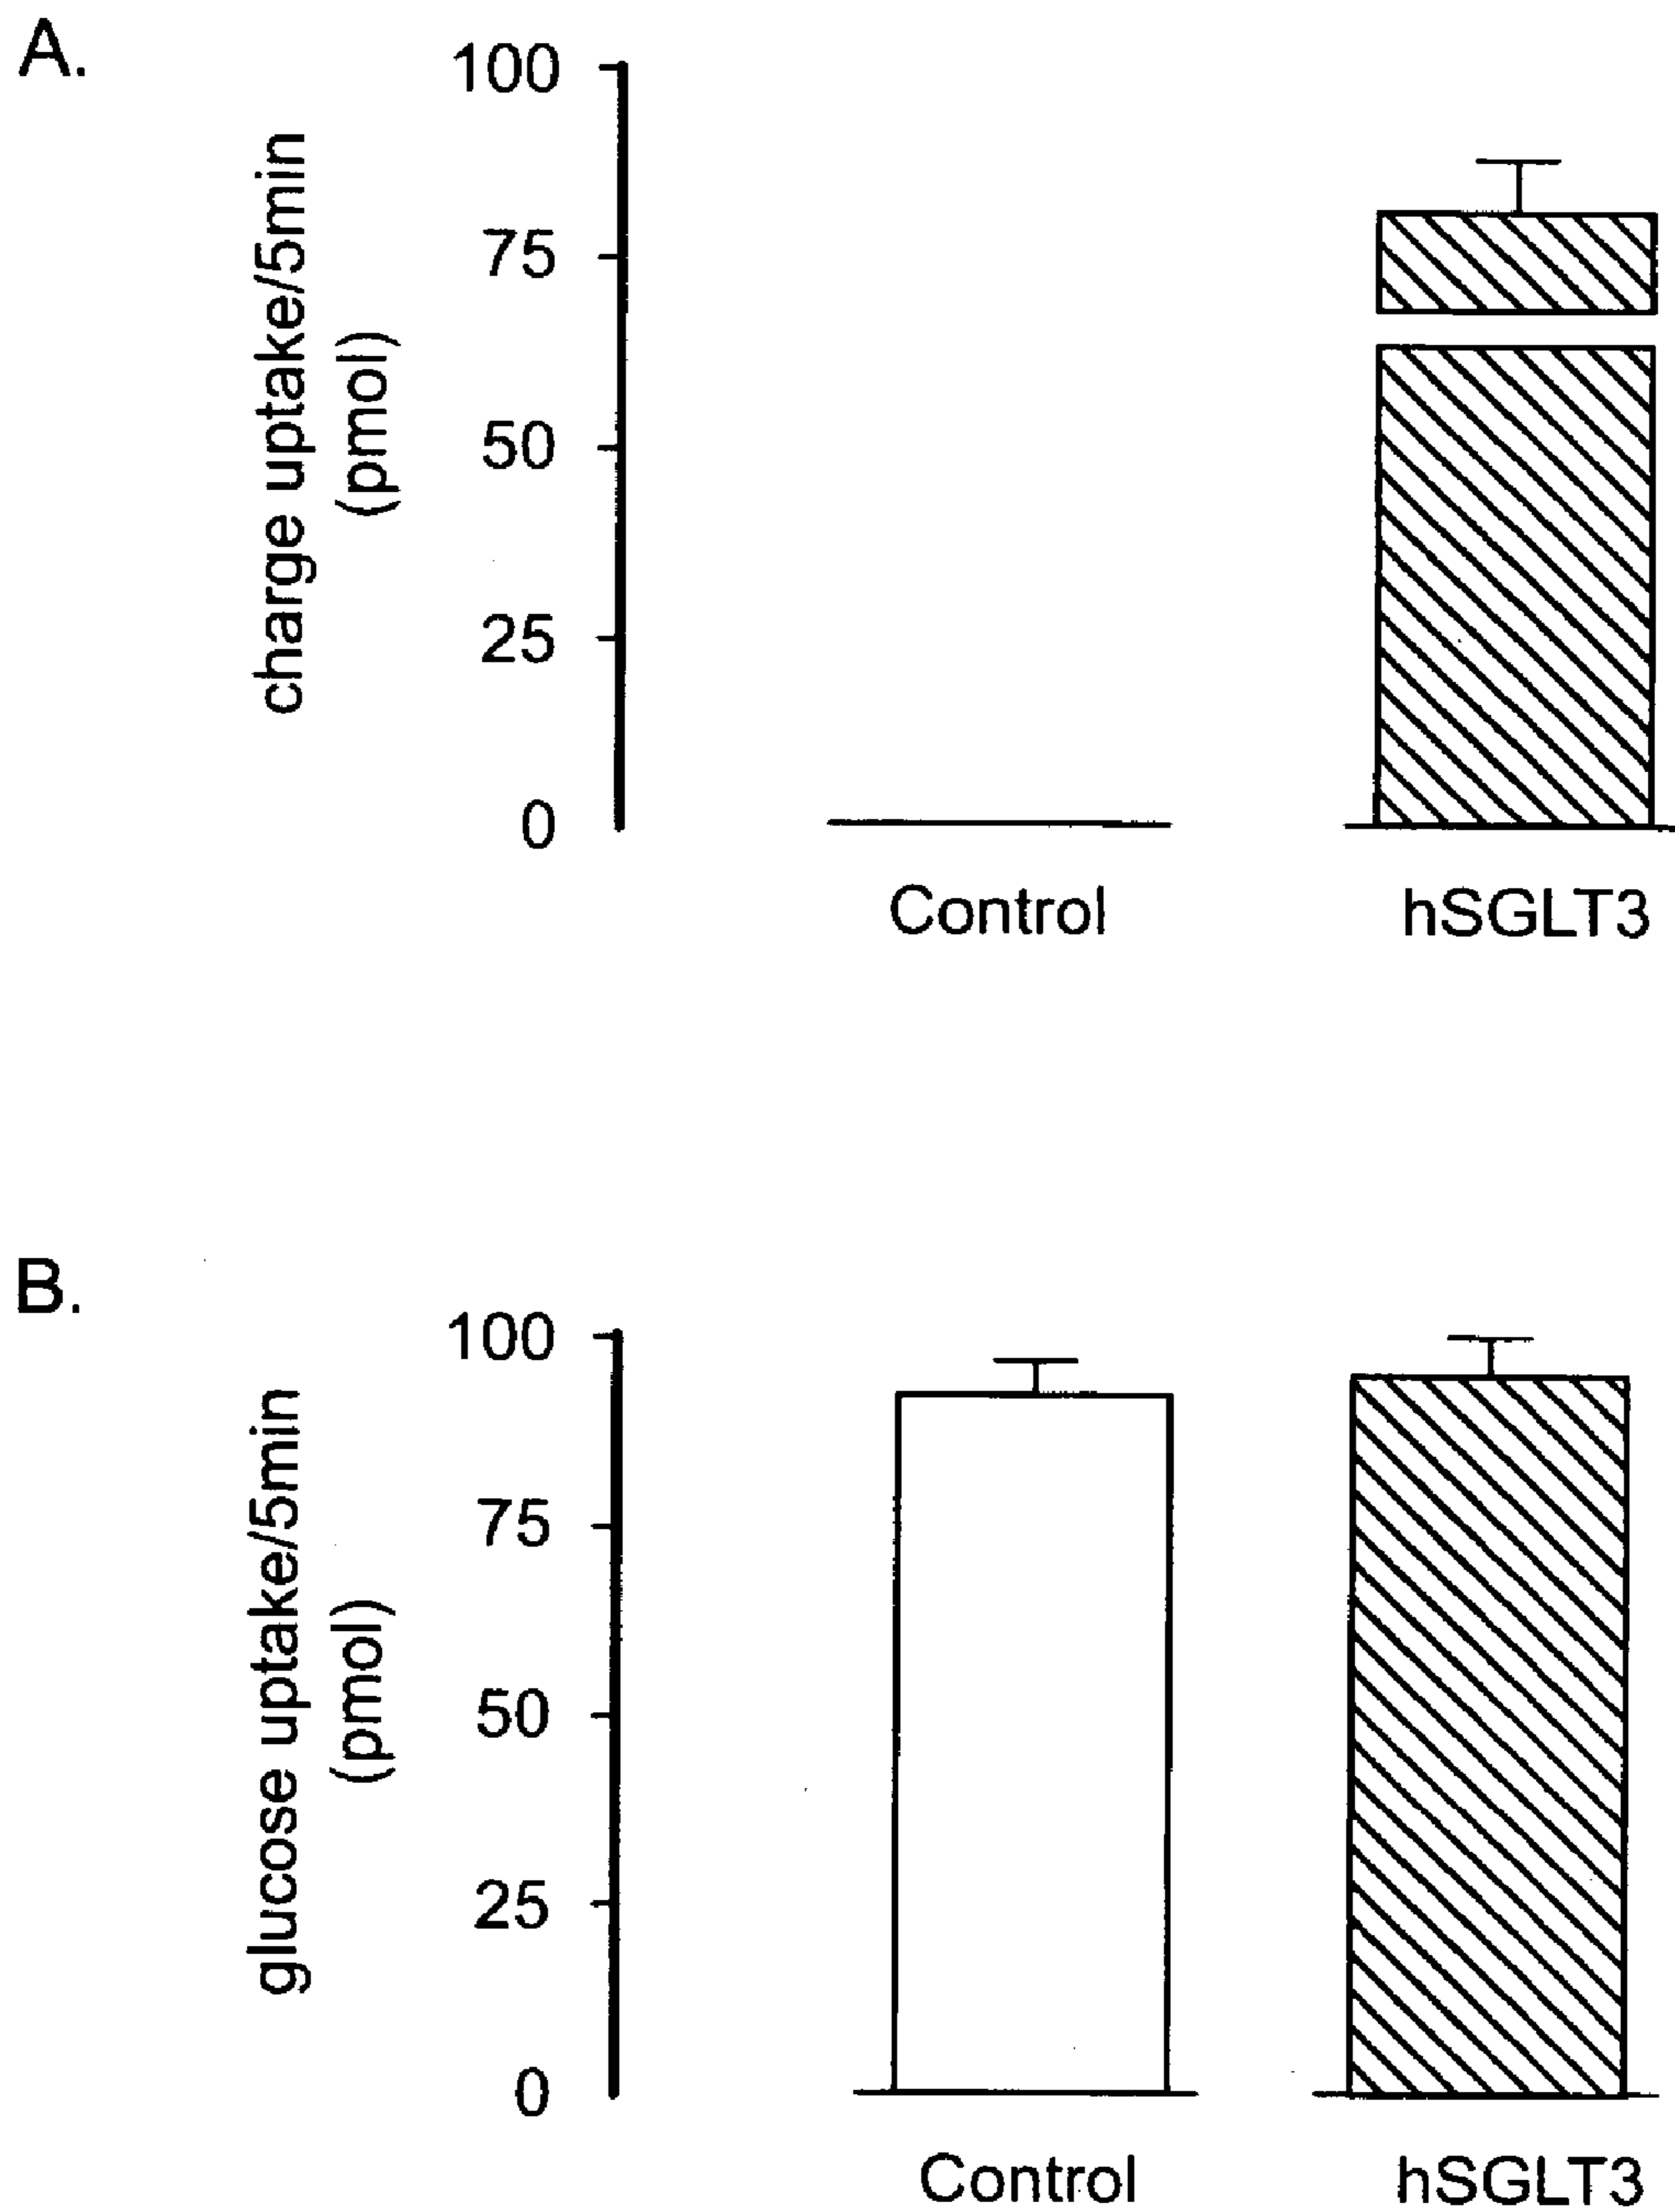 A.
charge uptake/5min
(pmol)
100
75
50
25
0
Control
hSGLT3
B.
glucose uptake/5min
(pmol)
100
75
50
25
0
Control
hSGLT3